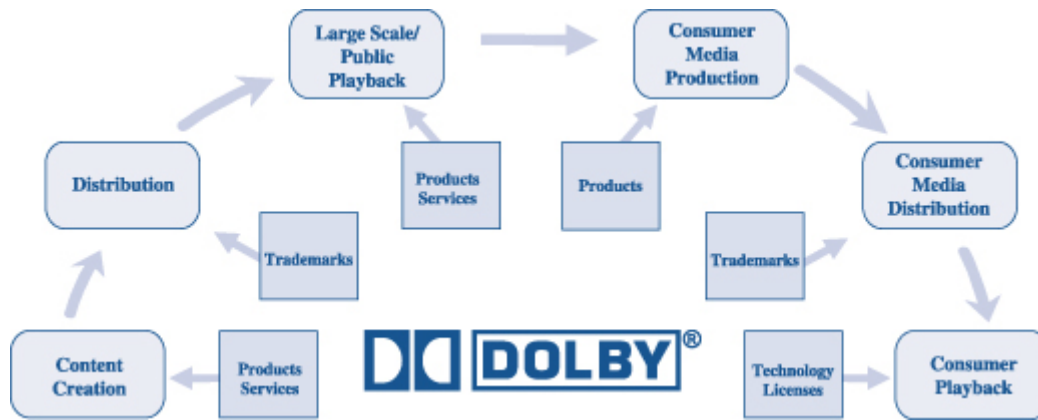 Large Scale/
Public
Playback
Consumer
Media
Production
Distribution
Products
Services
Products
Consumer
Media
Distribution
Trademarks
Trademarks
Content
Creation
Products
Services
DOLBY®
Technology
Licenses
Consumer
Playback